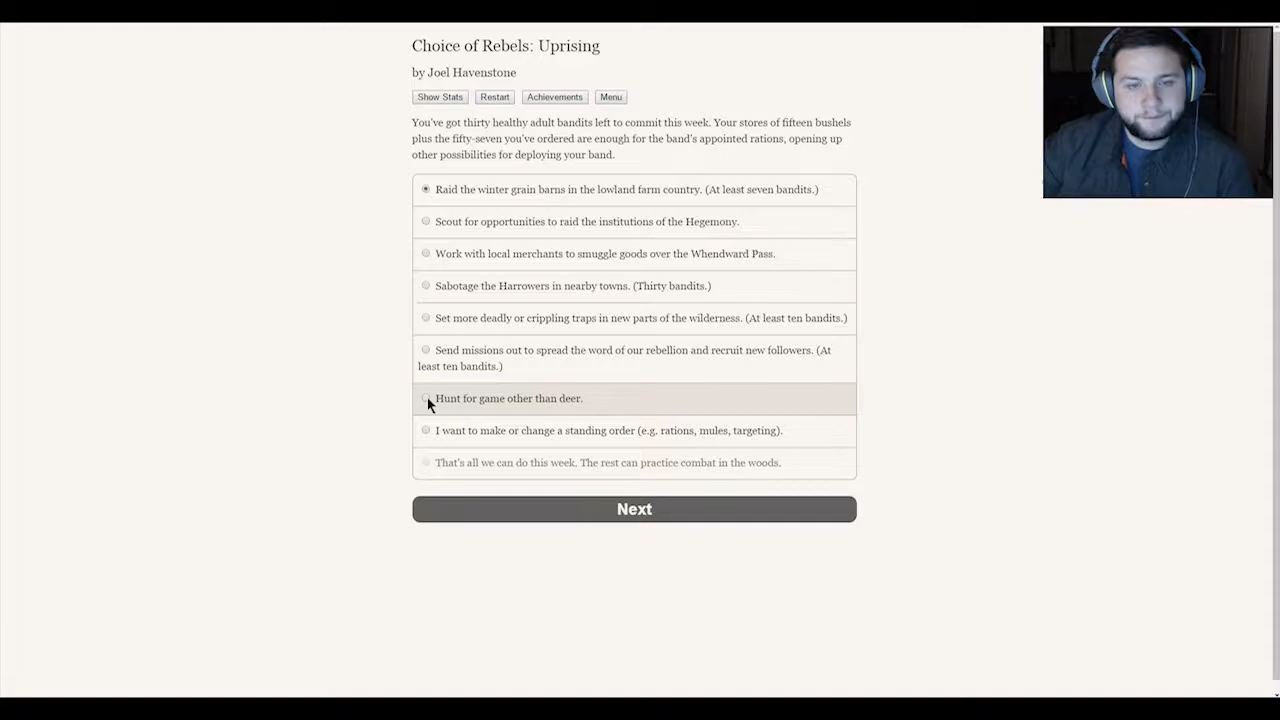 Choice of Rebels: Uprising
by Joel Havenstone
Show Stats Restart Achievements Menu
You've got thirty healthy adult bandits left to commit this week. Your stores of fifteen bushels
plus the fifty-seven you've ordered are enough for the band's appointed rations, opening up
other possibilities for deploying your band.
Raid the winter grain barns in the lowland farm country. (At least seven bandits.)
Scout for opportunities to raid the institutions of the Hegemony.
Work with local merchants to smuggle goods over the Whendward Pass.
Sabotage the Harrowers in nearby towns. (Thirty bandits.)
Set more deadly or crippling traps in new parts of the wilderness. (At least ten bandits.)
Send missions out to spread the word of our rebellion and recruit new followers. (At
least ten bandits.)
Hunt for game other than deer.
I want to make or change a standing order (e.g. rations, mules, targeting).
That's all we can do this week. The rest can practice combat in the woods.
Next